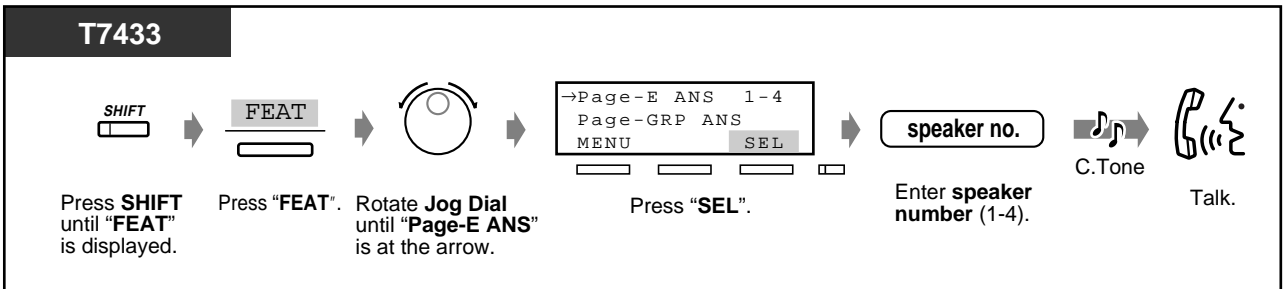 T7433
SHIFT
Press SHIFT
until “FEAT”
is displayed.
FEAT
Press “FEAT”.
Rotate Jog Dial
until “Page-E ANS”
is at the arrow.
→Page-E ANS 1-4
Page-GRP ANS
MENU SEL
Press “SEL”.
speaker no.
Enter speaker
number (1-4).
C.Tone
Talk.